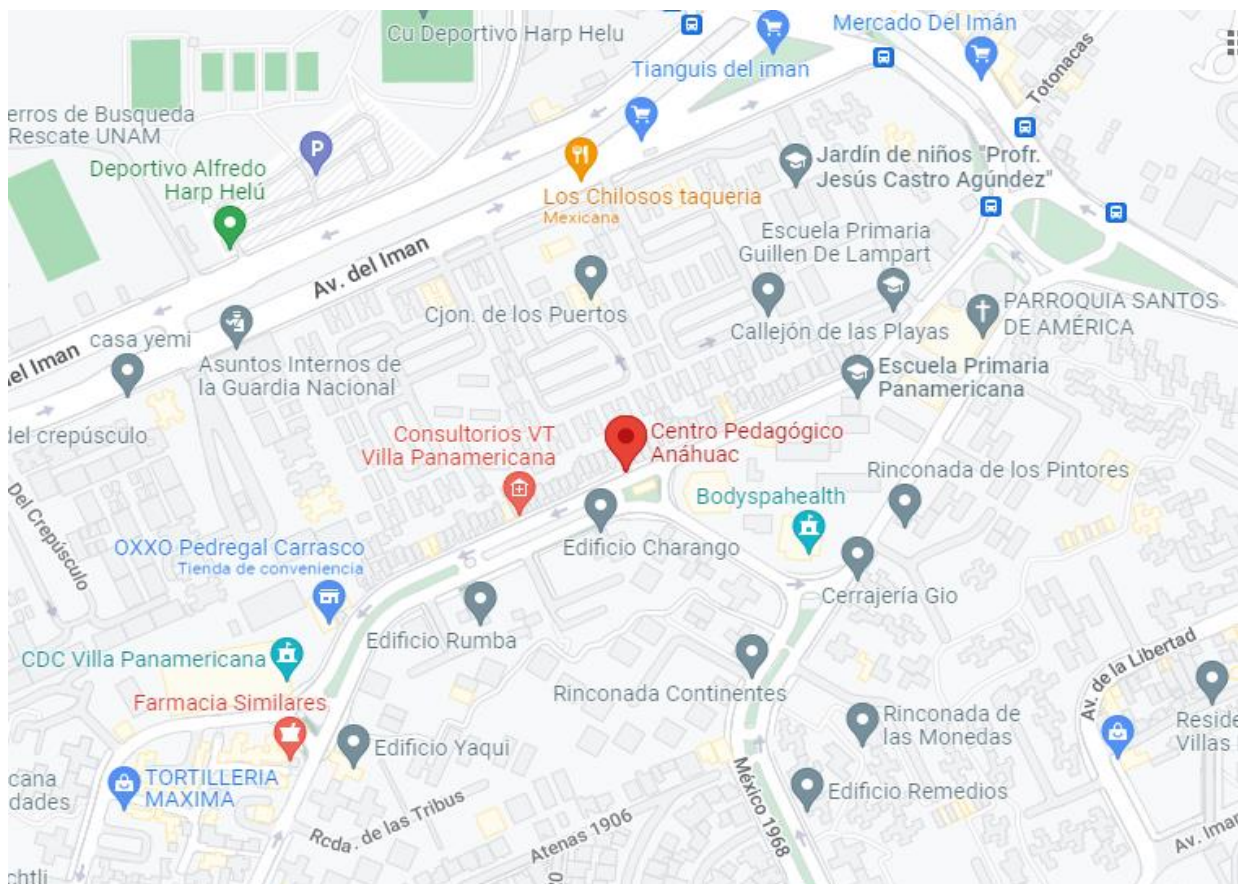 Cu Deportivo Harp Helu
Mercado Del Imán
Tianguis del iman
Totonacas
erros de Busqueda
Rescate UNAM
P
Deportivo Alfredo
Harp Helú
Jardín de niños "Profr.
Jesús Castro Agúndez"
Los Chilosos taqueria
Mexicana
Escuela Primaria
Guillen De Lampart
Av. del Iman
Cjon. de los Puertos
Callejón de las Playas
PARROQUIA SANTOS
DE AMÉRICA
casa yemi
el Iman
Asuntos Internos de
la Guardia Nacional
Escuela Primaria
Panamericana
del crepúsculo
Consultorios VT
Villa Panamericana
Centro Pedagógico
Anáhuac
Rinconada de los Pintores
Bodyspahealth
Del Crepúsculo
OXXO Pedregal Carrasco
Tienda de conveniencia
Edificio Charango
Cerrajería Gio
Edificio Rumba
CDC Villa Panamericana
Av. de la Libertad
Farmacia Similares
Rinconada Continentes
Rinconada de
las Monedas
Reside
Villas
Edificio Yaqui
cana
dades
TORTILLERIA
MAXIMA
México 1968
Edificio Remedios
Rcda. de las Tribus
Atenas 1906
Av. Iman
chtli